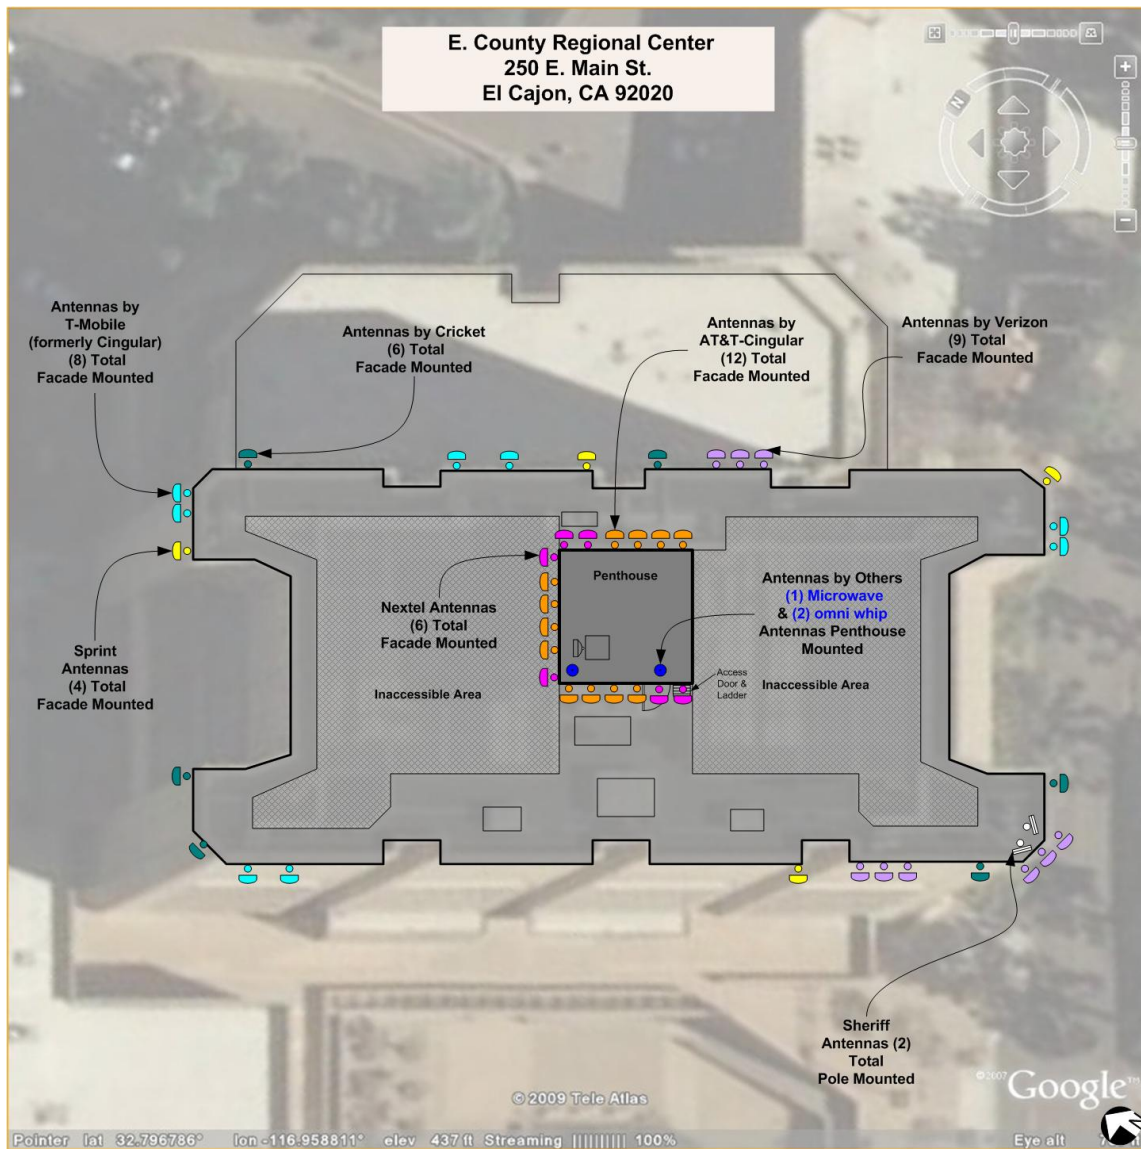 E. County Regional Center
250 E. Main St.
El Cajon, CA 92020
N
Antennas by
T-Mobile
(formerly Cingular)
(8) Total
Facade Mounted
Antennas by Cricket
(6) Total
Facade Mounted
Antennas by
AT&T-Cingular
(12) Total
Facade Mounted
Antennas by Verizon
(9) Total
Facade Mounted
Penthouse
Nextel Antennas
(6) Total
Facade Mounted
Antennas by Others
(1) Microwave
& (2) omni whip
Antennas Penthouse
Mounted
Sprint
Antennas
(4) Total
Facade Mounted
Inaccessible Area
Access
Door &
Ladder
Inaccessible Area
Sheriff
Antennas (2)
Total
Pole Mounted
©2007 Google™
© 2009 Tele Atlas
Pointer lat 32.796786° lon -116.958811° elev 437 ft Streaming |||||||||| 100% Eye alt
N